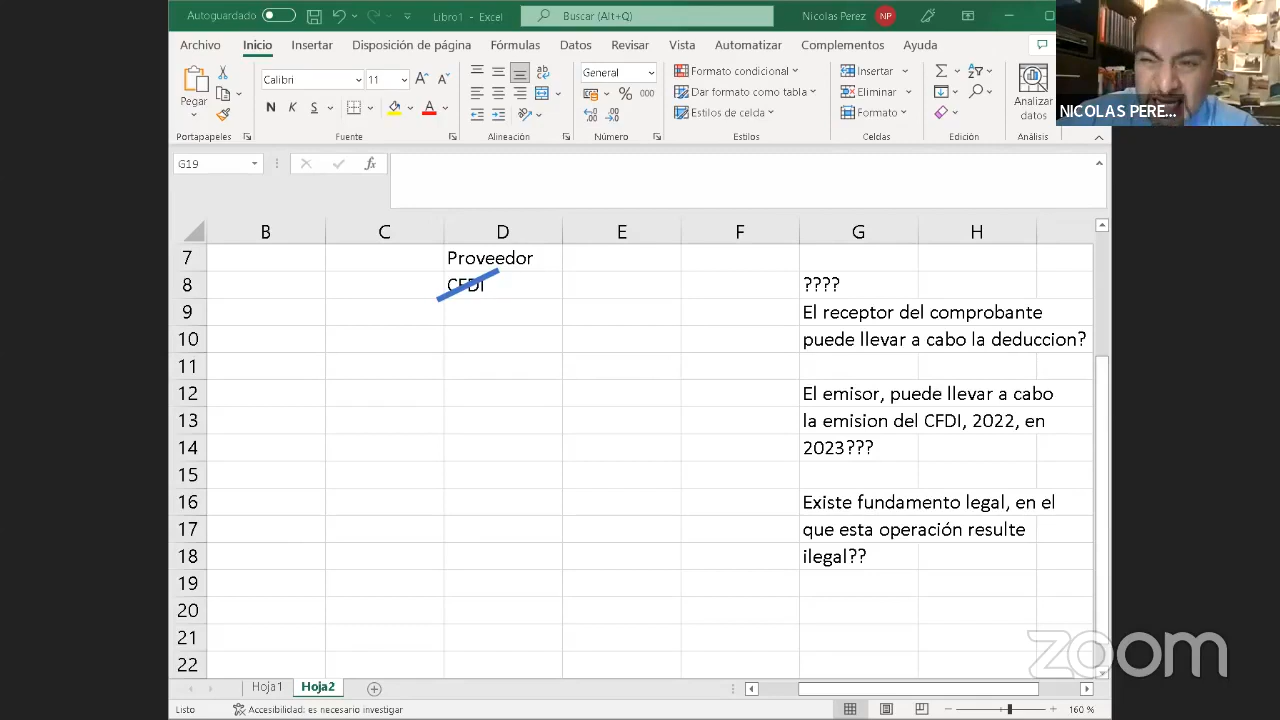 Autoguardado
Libro1 - Excel
Buscar (Alt+Q)
Nicolas Perez
NP
Archivo Inicio Insertar Disposición de página Fórmulas Datos Revisar Vista Automatizar Complementos Ayuda
Pegar
Calibri 11
N K S
General
% 000
Formato condicional
Dar formato como tabla
Estilos de celda
Insertar
Eliminar
Formato
Analizar
datos
Portapapeles Fuente Alineación Número Estilos Celdas Edición Análisis
NICOLAS PERE...
G19
fx
B C D E F G H
7 Proveedor
8 CFDI ????
9 El receptor del comprobante
10 puede llevar a cabo la deduccion?
11
12 El emisor, puede llevar a cabo
13 la emision del CFDI, 2022, en
14 2023???
15
16 Existe fundamento legal, en el
17 que esta operación resulte
18 ilegal??
19
20
21
22
zoom
Hoja1 Hoja2
Listo
Accesibilidad: es necesario investigar
160 %